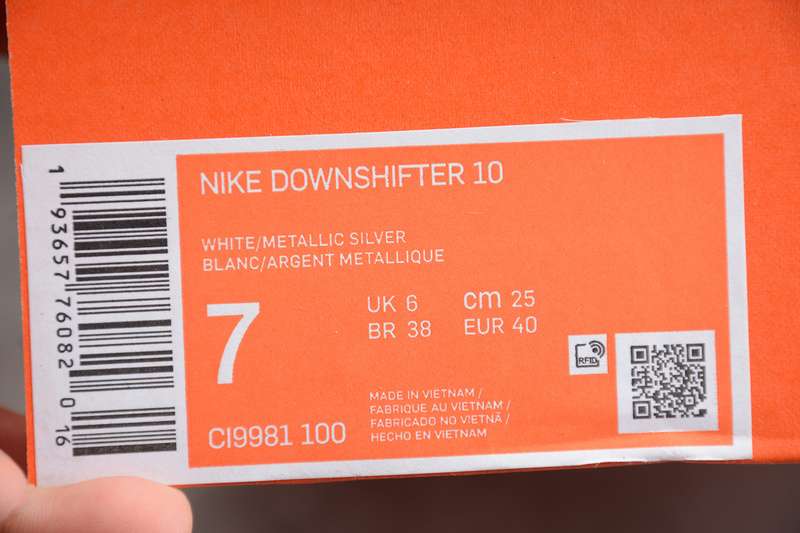 1 93657 76082 0 16
NIKE DOWNSHIFTER 10
WHITE/METALLIC SILVER
BLANC/ARGENT METALLIQUE
7
UK 6 cm 25
BR 38 EUR 40
RFID
CI9981 100
MADE IN VIETNAM /
FABRIQUE AU VIETNAM /
FABRICADO NO VIETNÃ /
HECHO EN VIETNAM